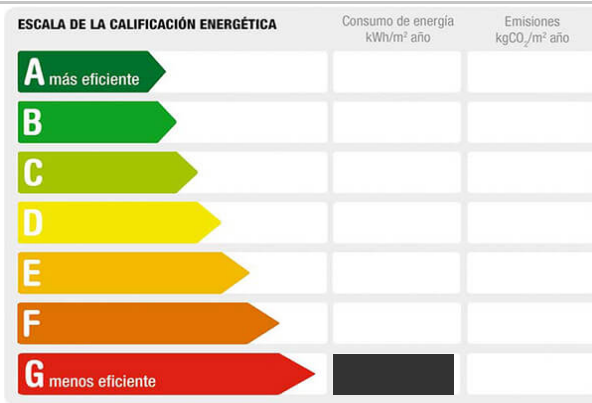 ESCALA DE LA CALIFICACIÓN ENERGÉTICA
Consumo de energía
kWh/m² año
Emisiones
kgCO₂/m² año
A más eficiente
B
C
D
E
F
G menos eficiente